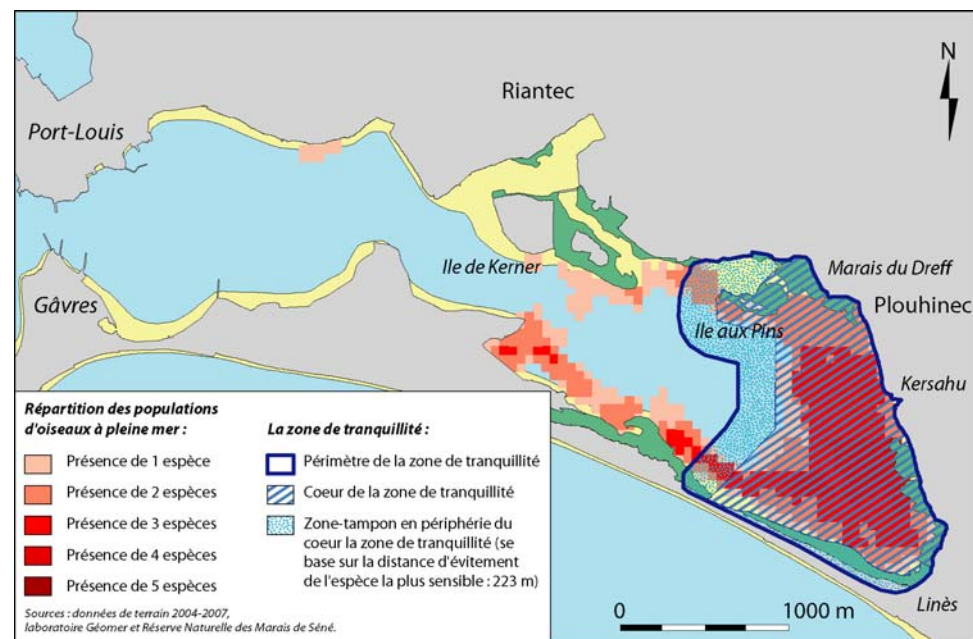 N
Riantec
Port-Louis
Ile de Kerner
Marais du Dreff
Gâvres
Plouhinec
Ile aux Pins
Kersahu
Répartition des populations
d'oiseaux à pleine mer :
Présence de 1 espèce
Présence de 2 espèces
Présence de 3 espèces
Présence de 4 espèces
Présence de 5 espèces
La zone de tranquillité :
Périmètre de la zone de tranquillité
Coeur de la zone de tranquillité
Zone-tampon en périphérie du
coeur la zone de tranquillité (se
base sur la distance d'évitement
de l'espèce la plus sensible : 223 m)
Sources : données de terrain 2004-2007,
laboratoire Géomer et Réserve Naturelle des Marais de Séné.
Linès
0 1000 m